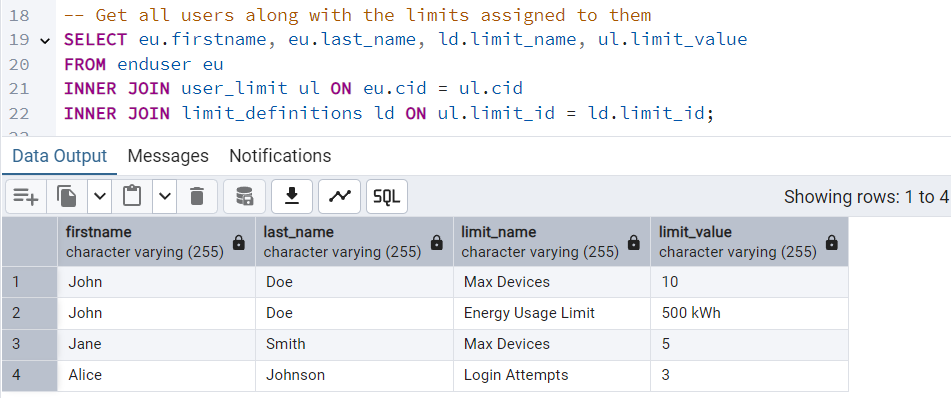 18 -- Get all users along with the limits assigned to them
19 SELECT eu.firstname, eu.last_name, ld.limit_name, ul.limit_value
20 FROM enduser eu
21 INNER JOIN user_limit ul ON eu.cid = ul.cid
22 INNER JOIN limit_definitions ld ON ul.limit_id = ld.limit_id;
Data Output Messages Notifications
SQL Showing rows: 1 to 4
firstname last_name limit_name limit_value
character varying (255) character varying (255) character varying (255) character varying (255)
1 John Doe Max Devices 10
2 John Doe Energy Usage Limit 500 kWh
3 Jane Smith Max Devices 5
4 Alice Johnson Login Attempts 3